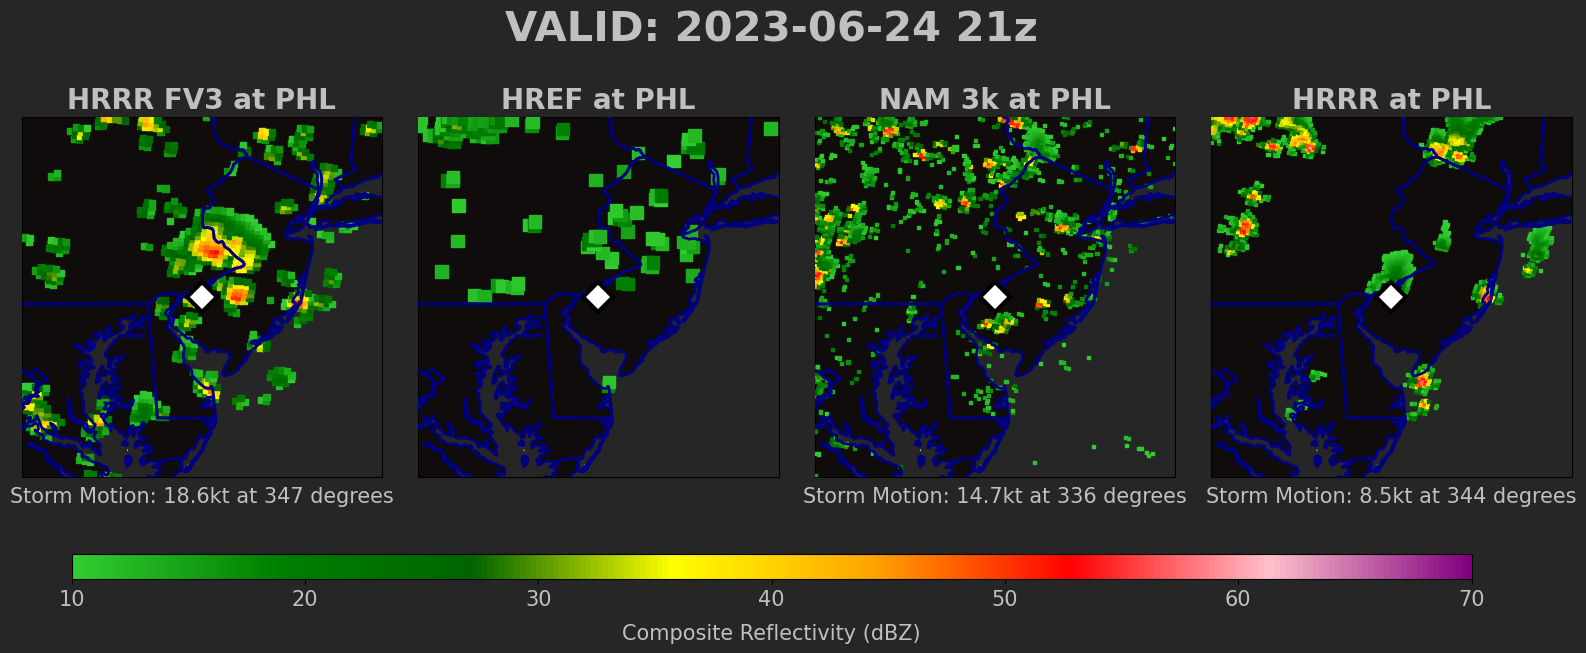 VALID: 2023-06-24 21z
HRRR FV3 at PHL
HREF at PHL
NAM 3k at PHL
HRRR at PHL
Storm Motion: 18.6kt at 347 degrees
Storm Motion: 14.7kt at 336 degrees
Storm Motion: 8.5kt at 344 degrees
10 20 30 40 50 60 70
Composite Reflectivity (dBZ)